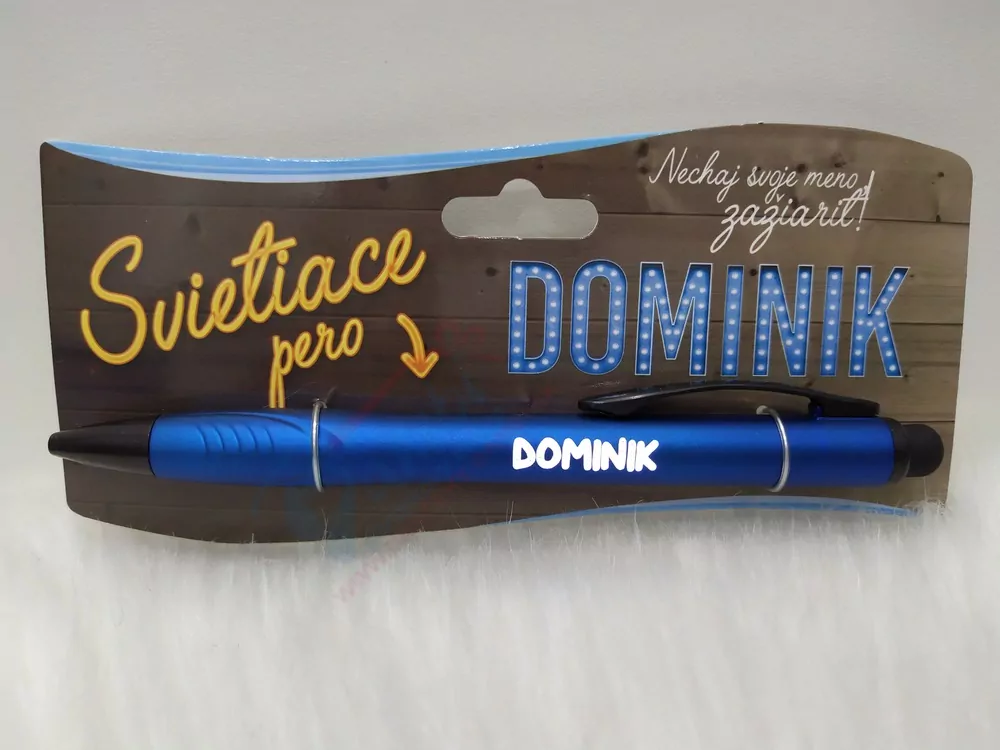 Svietiace
pero
Nechaj svoje meno
zažiariť!
DOMINIK
DOMINIK